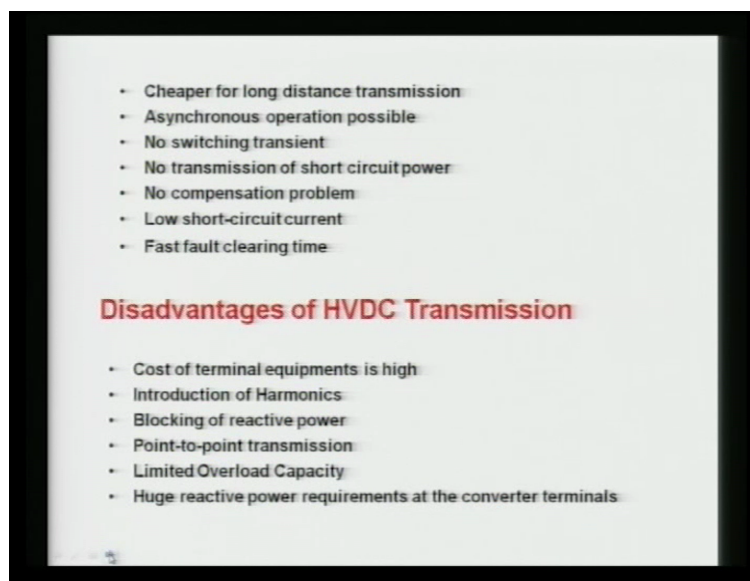 • Cheaper for long distance transmission
• Asynchronous operation possible
• No switching transient
• No transmission of short circuit power
• No compensation problem
• Low short-circuit current
• Fast fault clearing time
Disadvantages of HVDC Transmission
• Cost of terminal equipments is high
• Introduction of Harmonics
• Blocking of reactive power
• Point-to-point transmission
• Limited Overload Capacity
• Huge reactive power requirements at the converter terminals